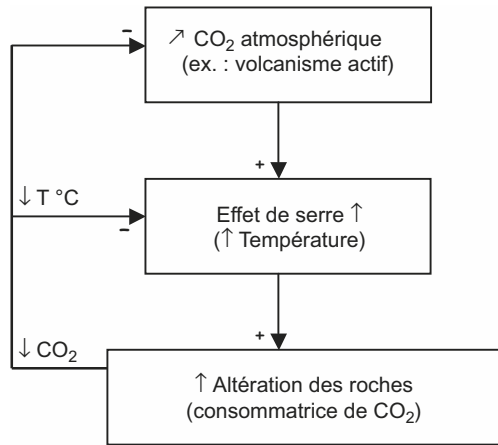 –
↗ CO₂ atmosphérique
(ex. : volcanisme actif)
+
↓ T °C
–
Effet de serre ↑
(↑ Température)
+
↓ CO₂
↑ Altération des roches
(consommatrice de CO₂)